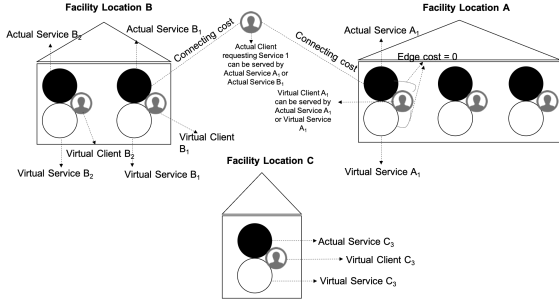 Facility Location B
Facility Location A
Actual Service B2
Actual Service B1
Connecting cost
Actual Client
requesting Service 1
can be served by
Actual Service A1 or
Actual Service B1
Connecting cost
Actual Service A1
Edge cost = 0
Virtual Client A1
can be served by
Actual Service A1
or Virtual Service
A1
Virtual Client
B1
Virtual Client B2
Virtual Service B2
Virtual Service B1
Virtual Service A1
Facility Location C
Actual Service C3
Virtual Client C3
Virtual Service C3